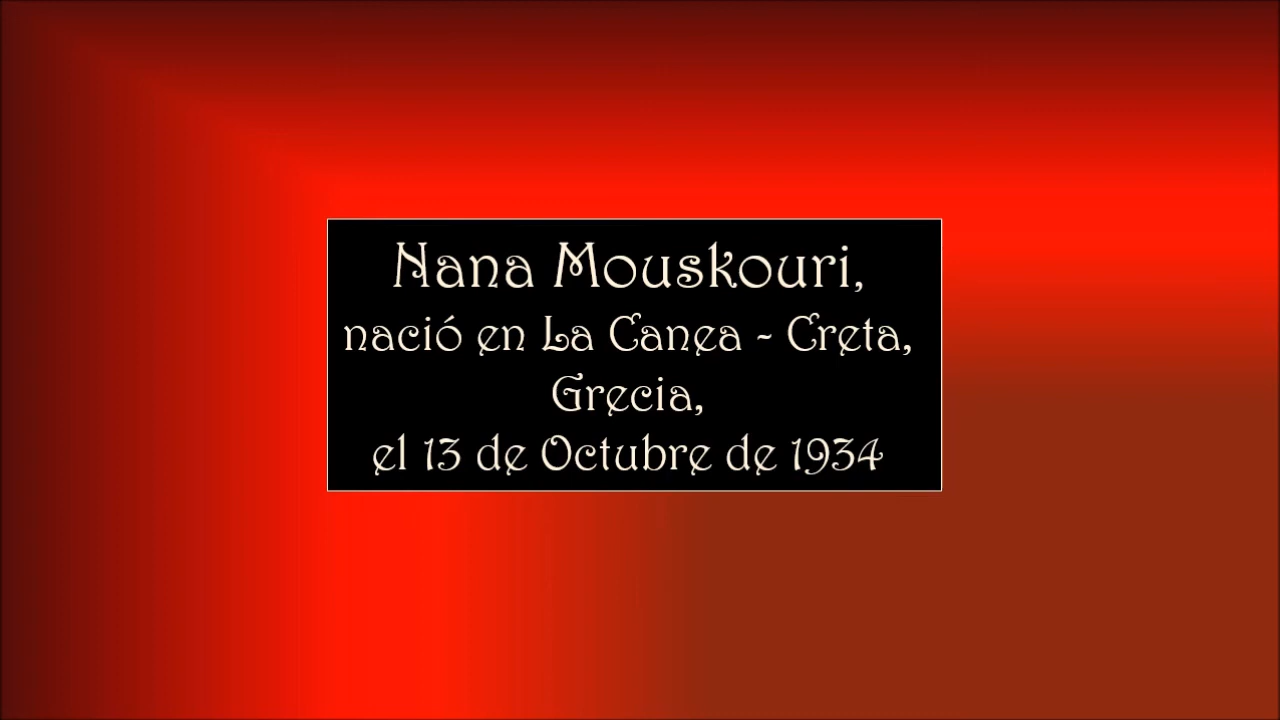 Nana Mouskouri,
nació en La Canea - Creta,
Grecia,
el 13 de Octubre de 1934